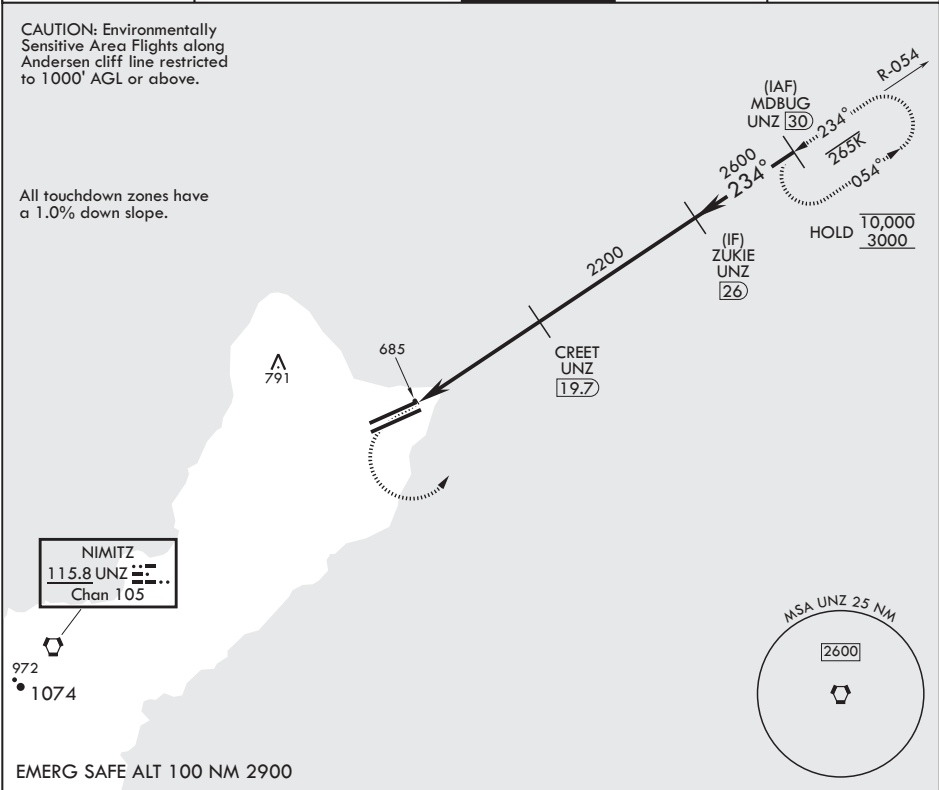 CAUTION: Environmentally
Sensitive Area Flights along
Andersen cliff line restricted
to 1000' AGL or above.
R-054
(IAF)
MDBUG
UNZ 30
234°
265K
054°
2600
234°
HOLD 10,000
3000
All touchdown zones have
a 1.0% down slope.
(IF)
ZUKIE
UNZ
26
2200
CREET
UNZ
19.7
685
791
NIMITZ
115.8 UNZ
Chan 105
972
1074
MSA UNZ 25 NM
2600
EMERG SAFE ALT 100 NM 2900